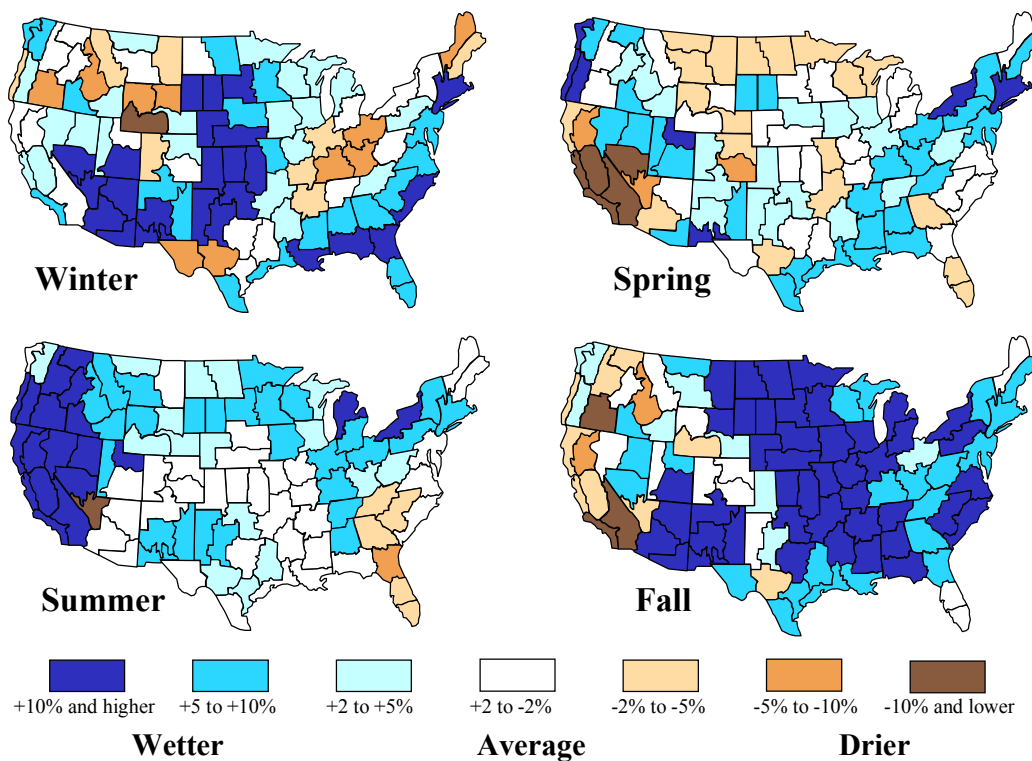 Winter
Spring
Summer
Fall
+10% and higher
+5 to +10%
+2 to +5%
+2 to -2%
-2% to -5%
-5% to -10%
-10% and lower
Wetter
Average
Drier